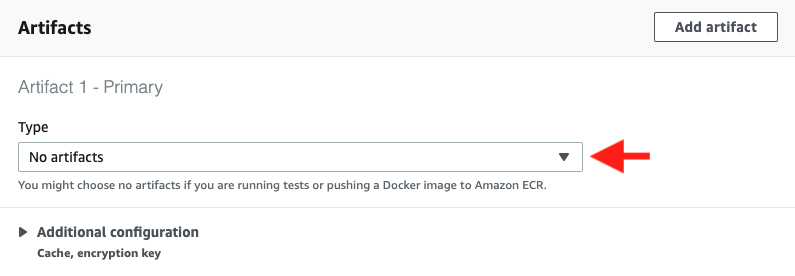 Artifacts
Add artifact
Artifact 1 - Primary
Type
No artifacts
You might choose no artifacts if you are running tests or pushing a Docker image to Amazon ECR.
Additional configuration
Cache, encryption key